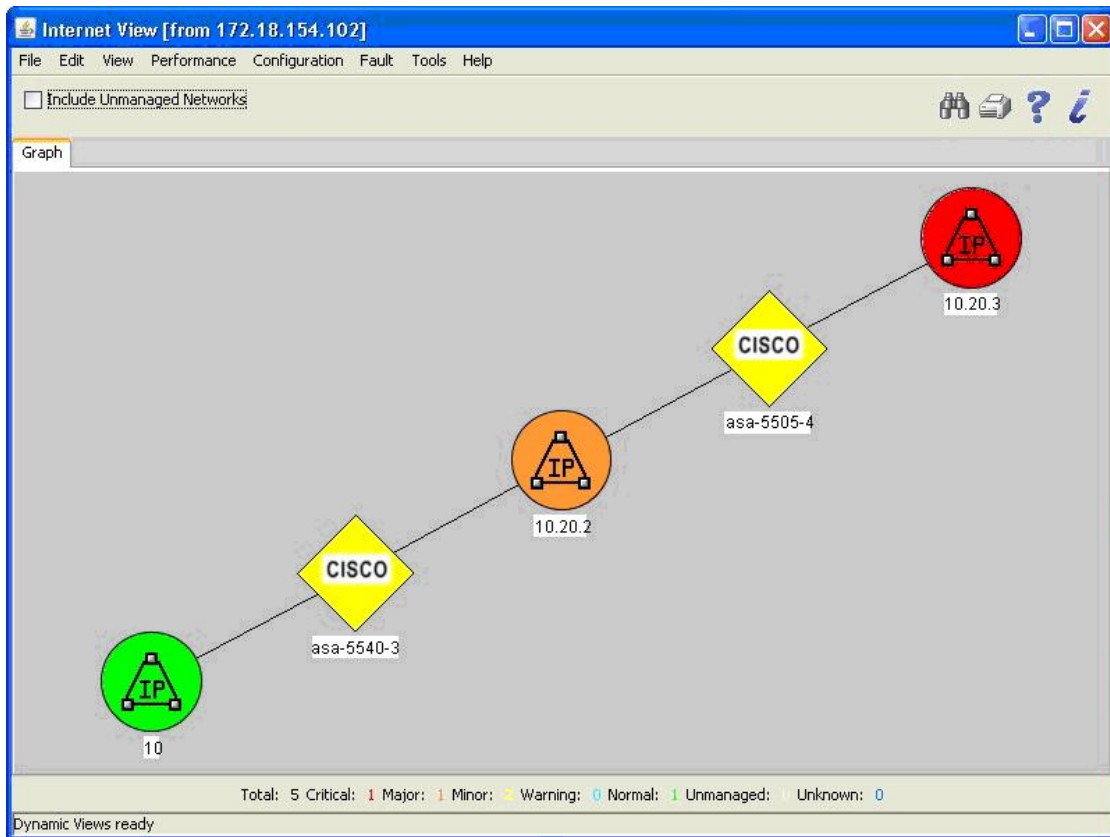 Internet View [from 172.18.154.102]
File Edit View Performance Configuration Fault Tools Help
Include Unmanaged Networks
Graph
IP
10.20.3
CISCO
asa-5505-4
IP
10.20.2
CISCO
asa-5540-3
IP
10
Total: 5 Critical: 1 Major: 1 Minor: 2 Warning: 0 Normal: 1 Unmanaged: 0 Unknown: 0
Dynamic Views ready